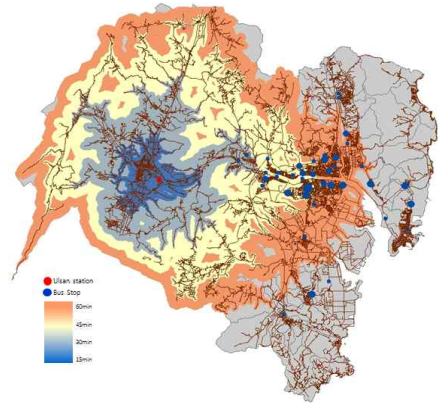 Ulsan station
Bus Stop
60min
45min
30min
15min